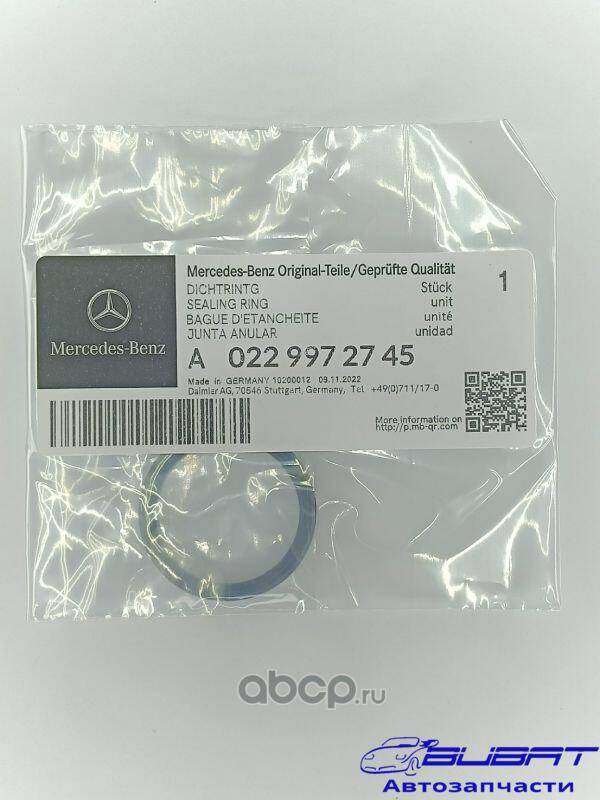 Mercedes-Benz Original-Teile/Geprüfte Qualität
DICHTRINTG Stück 1
SEALING RING unit
BAGUE D'ETANCHEITE unité
JUNTA ANULAR unidad
Mercedes-Benz
A 022 997 27 45
Made in GERMANY 10200012 09.11.2022
Daimler AG, 70546 Stuttgart, Germany, Tel. +49(0)711/17-0
More information on
http://p.mb-qr.com/
abcp.ru
SUBAT
Автозапчасти